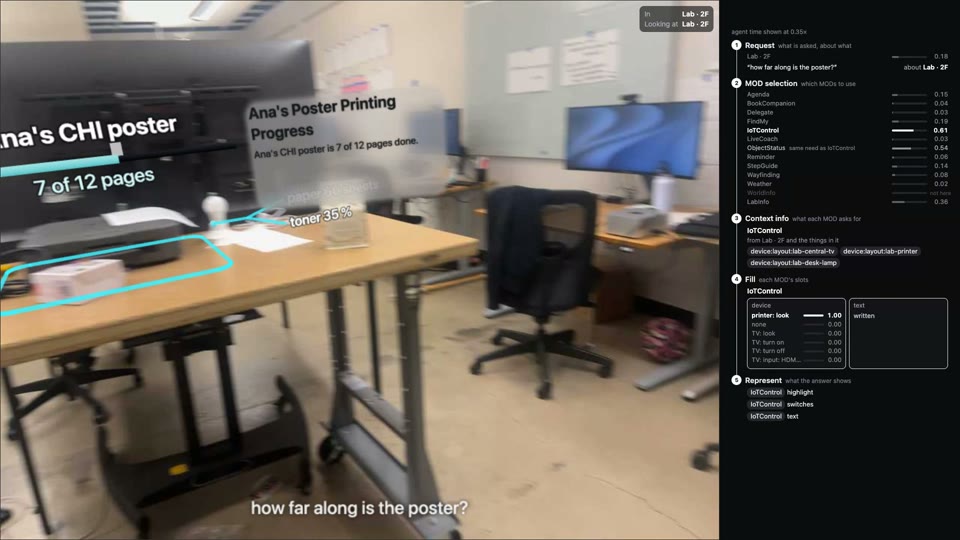 In Lab · 2F
Looking at Lab · 2F
Ana's Poster Printing
Progress
Ana's CHI poster is 7 of 12 pages done.
na's CHI poster
7 of 12 pages
toner 35 %
how far along is the poster?
agent time shown at 0.35x
1 Request what is asked, about what
Lab · 2F 0.18
"how far along is the poster?" about Lab · 2F
2 MOD selection which MODs to use
Agenda 0.15
BookCompanion 0.04
Delegate 0.03
FindMy 0.19
IoTControl 0.61
LiveCoach 0.03
ObjectStatus same need as IoTControl 0.54
Reminder 0.06
StepGuide 0.14
Wayfinding 0.08
Weather 0.02
WorldInfo not here
LabInfo 0.36
3 Context info what each MOD asks for
IoTControl
from Lab · 2F and the things in it
device:layout:lab-central-tv device:layout:lab-printer
device:layout:lab-desk-lamp
4 Fill each MOD's slots
IoTControl
device
printer: look 1.00
none 0.00
TV: look 0.00
TV: turn on 0.00
TV: turn off 0.00
TV: input: HDM... 0.00
text
written
5 Represent what the answer shows
IoTControl highlight
IoTControl switches
IoTControl text